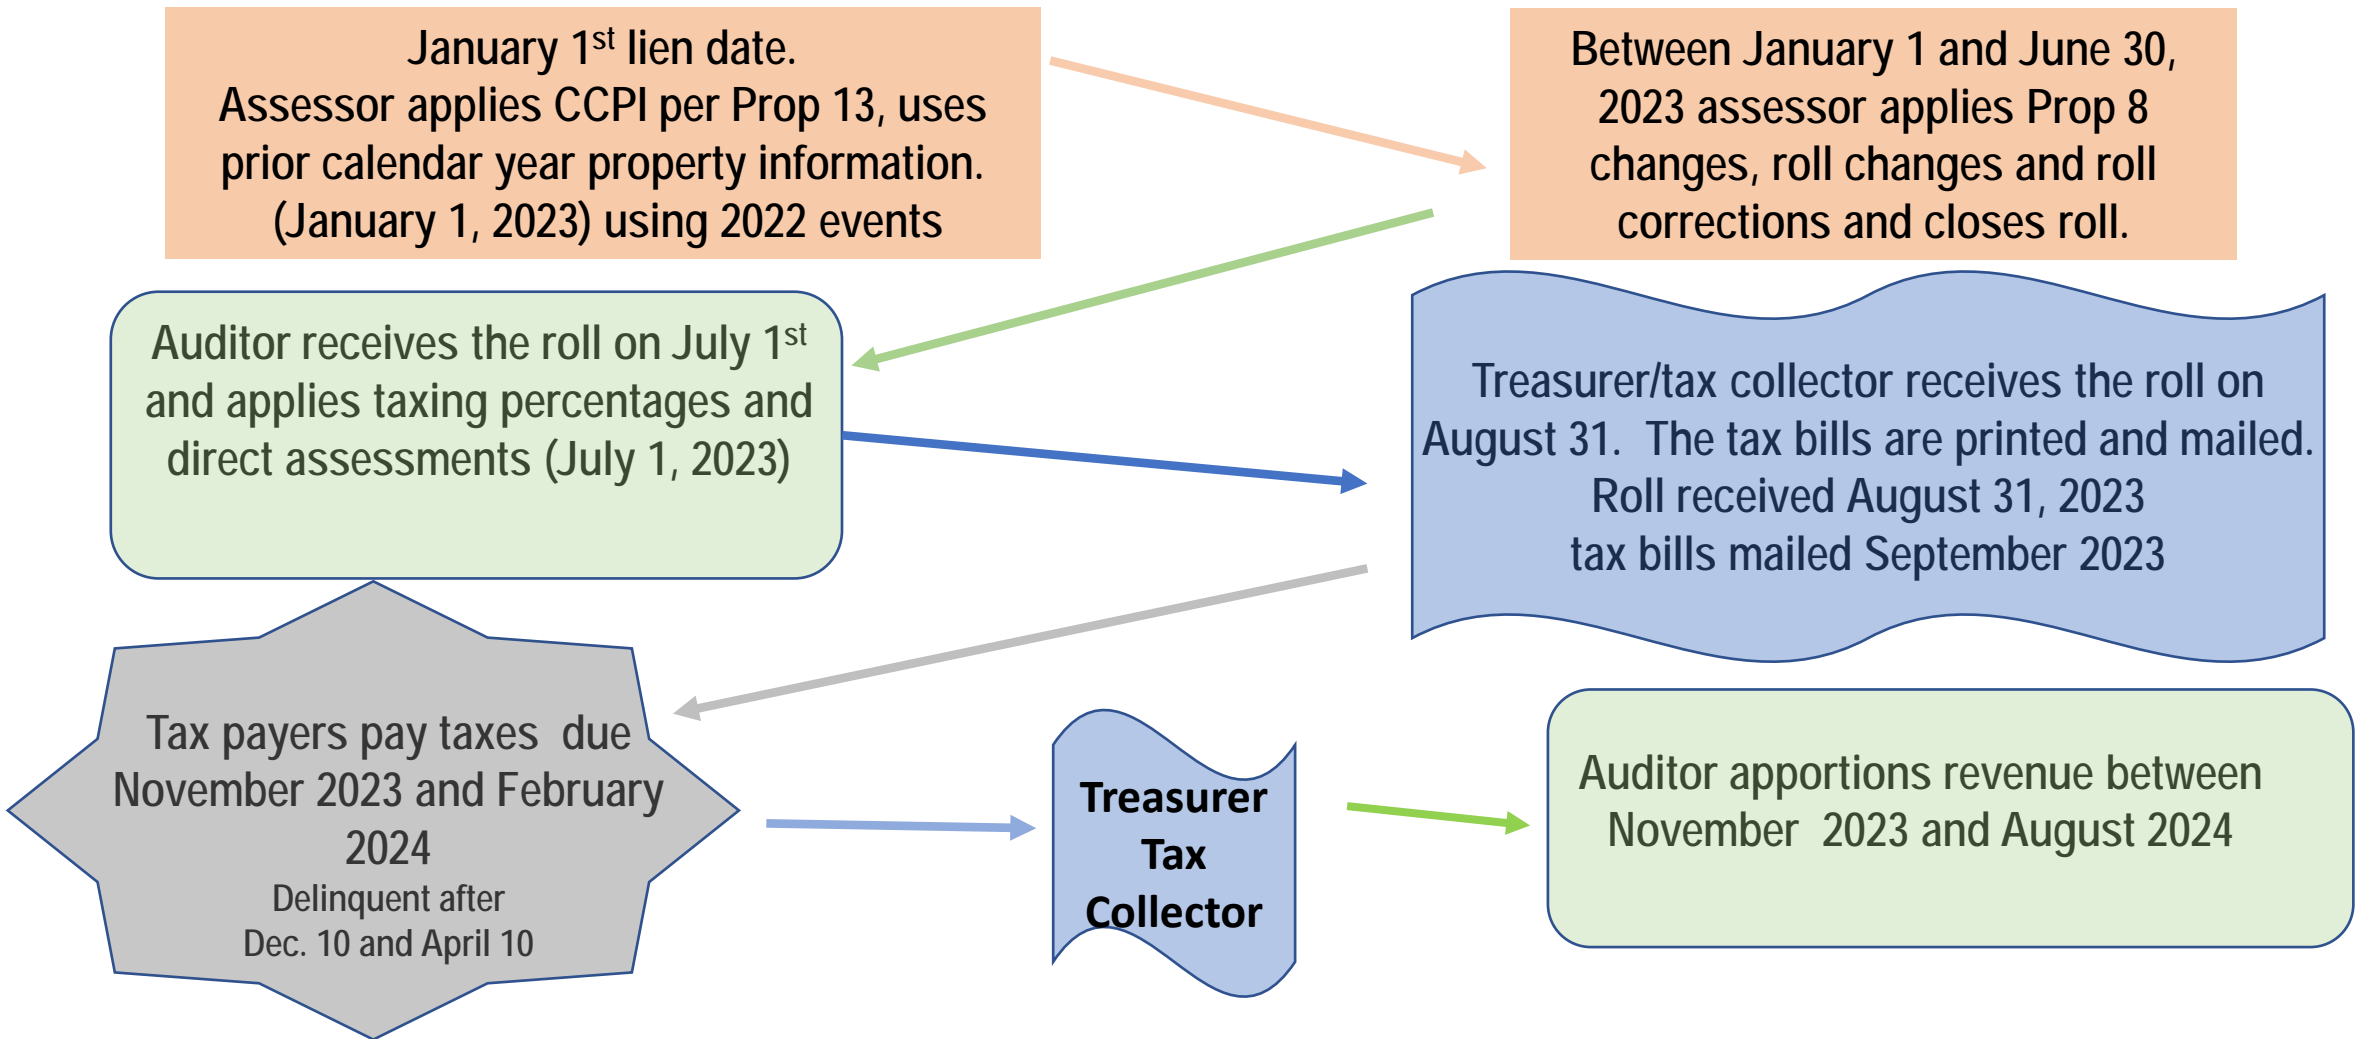 January 1st lien date.
Assessor applies CCPI per Prop 13, uses
prior calendar year property information.
(January 1, 2023) using 2022 events
Between January 1 and June 30,
2023 assessor applies Prop 8
changes, roll changes and roll
corrections and closes roll.
Auditor receives the roll on July 1st
and applies taxing percentages and
direct assessments (July 1, 2023)
Treasurer/tax collector receives the roll on
August 31.  The tax bills are printed and mailed.
Roll received August 31, 2023
tax bills mailed September 2023
Tax payers pay taxes  due
November 2023 and February
2024
Delinquent after
Dec. 10 and April 10
Treasurer
Tax
Collector
Auditor apportions revenue between
November  2023 and August 2024